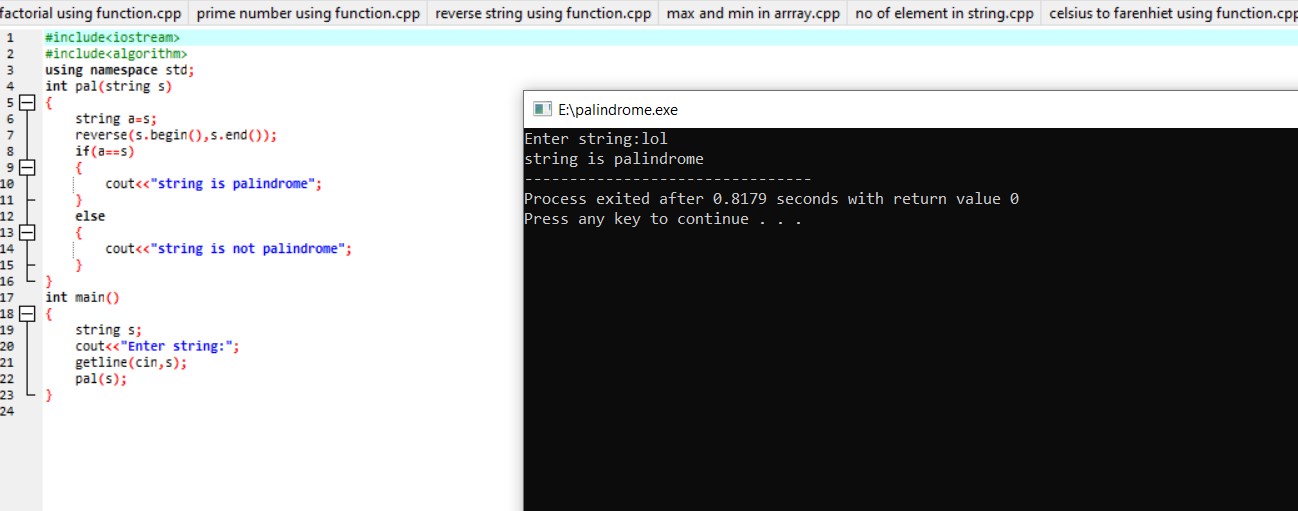 factorial using function.cpp prime number using function.cpp reverse string using function.cpp max and min in arrray.cpp no of element in string.cpp celsius to farenhiet using function.cpp
1 #include<iostream>
2 #include<algorithm>
3 using namespace std;
4 int pal(string s)
5 {
6 string a=s;
7 reverse(s.begin(),s.end());
8 if(a==s)
9 {
10 cout<<"string is palindrome";
11 }
12 else
13 {
14 cout<<"string is not palindrome";
15 }
16 }
17 int main()
18 {
19 string s;
20 cout<<"Enter string:";
21 getline(cin,s);
22 pal(s);
23 }
24
E:\palindrome.exe
Enter string:lol
string is palindrome
--------------------------------
Process exited after 0.8179 seconds with return value 0
Press any key to continue . . .